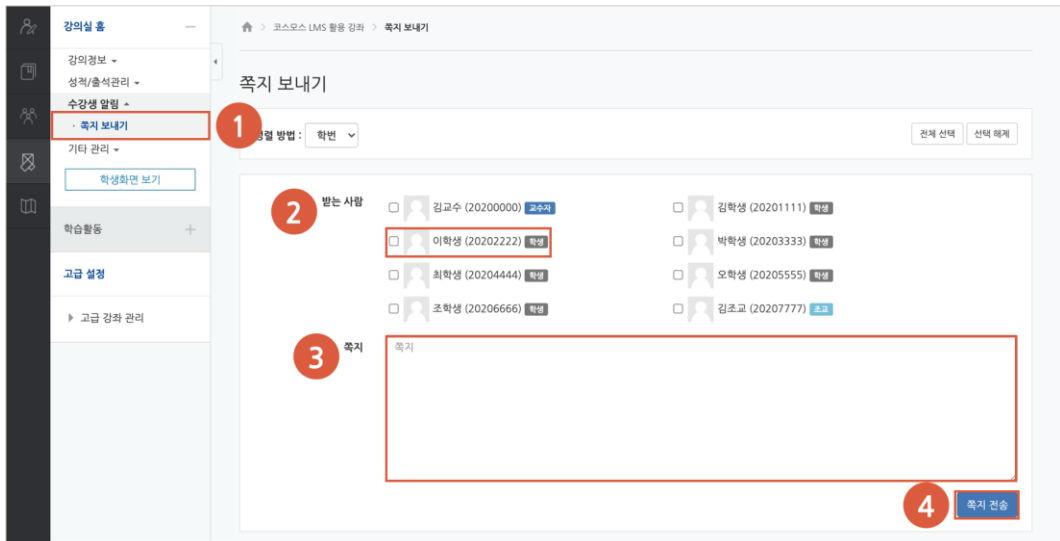 강의실 홈
강의정보
성적/출석관리
수강생 알림
· 쪽지 보내기
기타 관리
학생화면 보기
학습활동
고급 설정
고급 강좌 관리
> 코스모스 LMS 활용 강좌 > 쪽지 보내기
쪽지 보내기
1
렬 방법 : 학번
전체 선택 선택 해제
2
받는 사람
김교수 (20200000) 교수자 김학생 (20201111) 학생
이학생 (20202222) 학생 박학생 (20203333) 학생
최학생 (20204444) 학생 오학생 (20205555) 학생
조학생 (20206666) 학생 김조교 (20207777) 조교
3
쪽지
쪽지
4
쪽지 전송